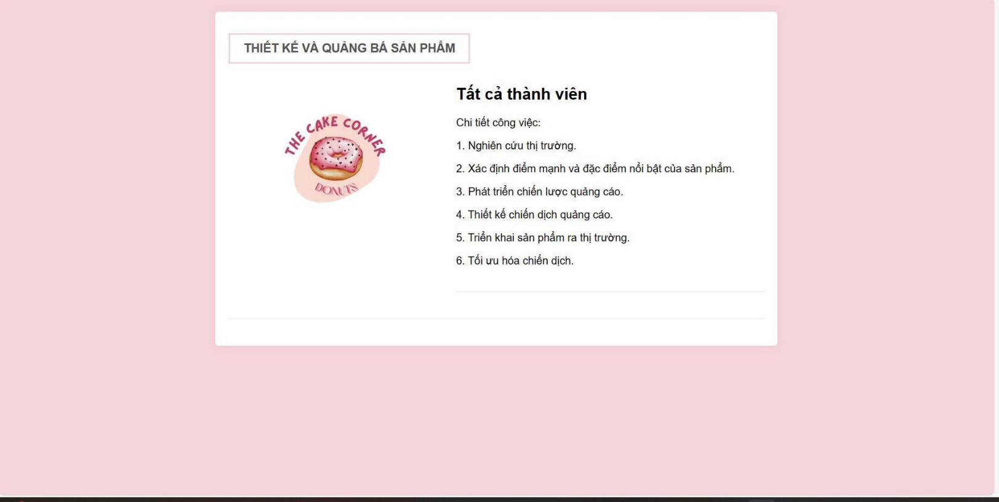 THIẾT KẾ VÀ QUẢNG BÁ SẢN PHẨM
THE CAKE CORNER
DONUTS
Tất cả thành viên
Chi tiết công việc:
1. Nghiên cứu thị trường.
2. Xác định điểm mạnh và đặc điểm nổi bật của sản phẩm.
3. Phát triển chiến lược quảng cáo.
4. Thiết kế chiến dịch quảng cáo.
5. Triển khai sản phẩm ra thị trường.
6. Tối ưu hóa chiến dịch.